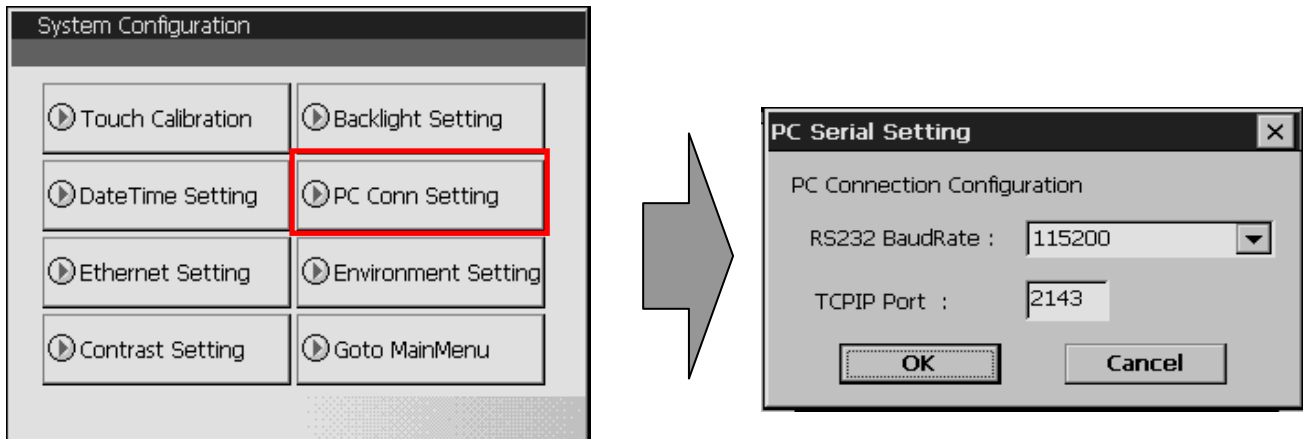 System Configuration
Touch Calibration
Backlight Setting
DateTime Setting
PC Conn Setting
Ethernet Setting
Environment Setting
Contrast Setting
Goto MainMenu
PC Serial Setting
PC Connection Configuration
RS232 BaudRate : 115200
TCPIP Port : 2143
OK
Cancel